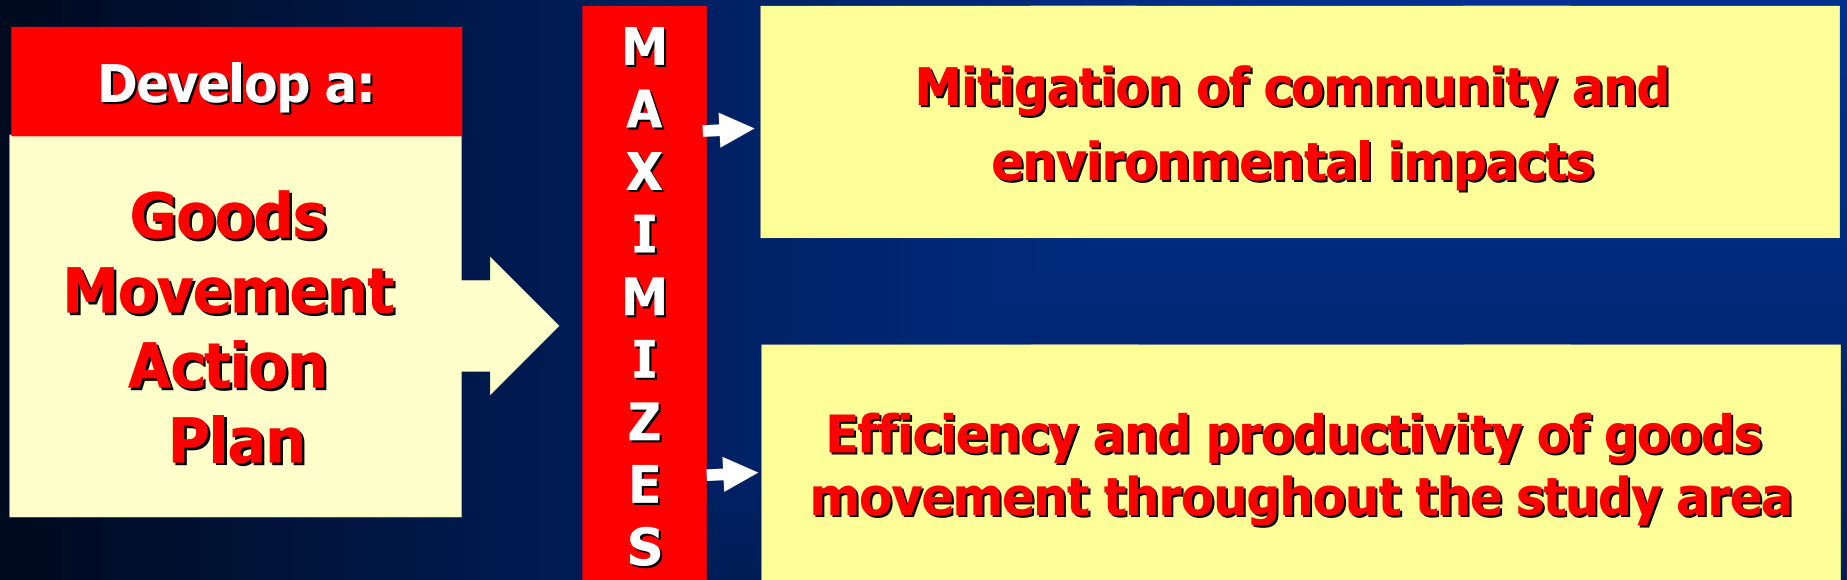 Develop a:
Goods
Movement
Action
Plan
M
A
X
I
M
I
Z
E
S
Mitigation of community and
environmental impacts
Efficiency and productivity of goods
movement throughout the study area